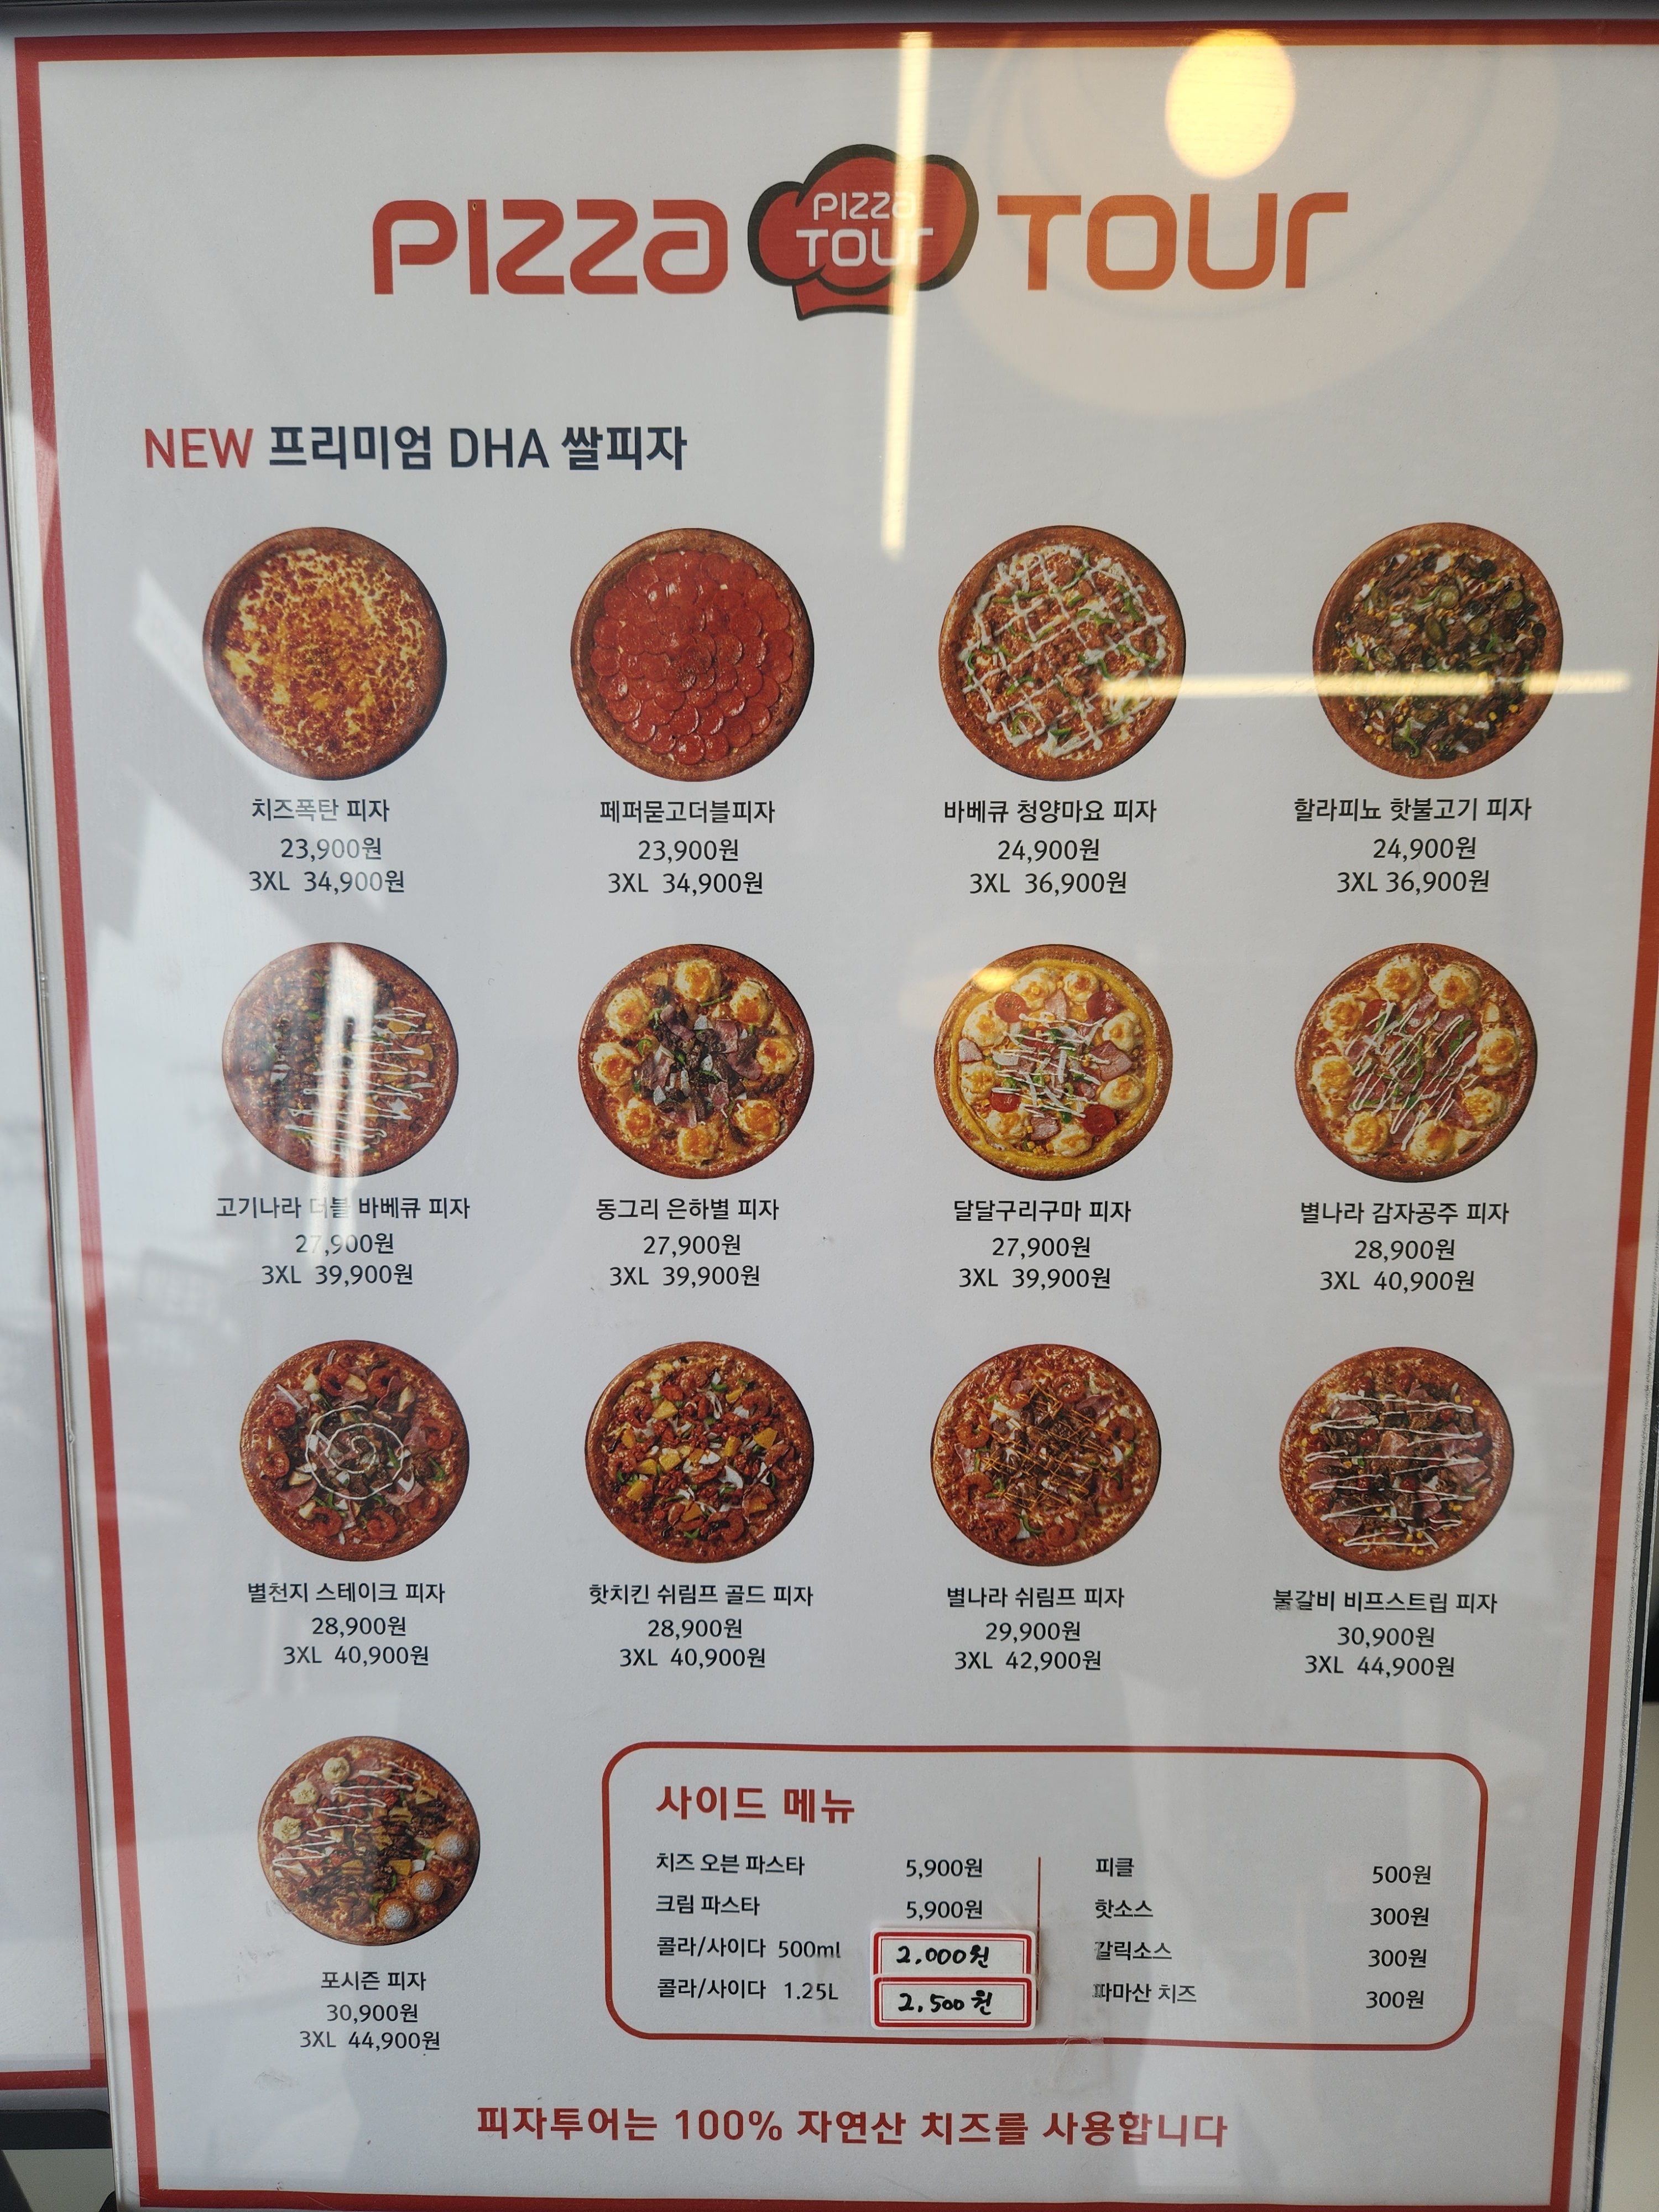 PIZZA PIZZA TOUR TOUR
NEW 프리미엄 DHA 쌀피자
치즈폭탄 피자
23,900원
3XL 34,900원
페퍼묻고더블피자
23,900원
3XL 34,900원
바베큐 청양마요 피자
24,900원
3XL 36,900원
할라피뇨 핫불고기 피자
24,900원
3XL 36,900원
고기나라 더블 바베큐 피자
27,900원
3XL 39,900원
동그리 은하별 피자
27,900원
3XL 39,900원
달달구리구마 피자
27,900원
3XL 39,900원
별나라 감자공주 피자
28,900원
3XL 40,900원
별천지 스테이크 피자
28,900원
3XL 40,900원
핫치킨 쉬림프 골드 피자
28,900원
3XL 40,900원
별나라 쉬림프 피자
29,900원
3XL 42,900원
불갈비 비프스트립 피자
30,900원
3XL 44,900원
포시즌 피자
30,900원
3XL 44,900원
사이드 메뉴
치즈 오븐 파스타 5,900원
크림 파스타 5,900원
콜라/사이다 500ml 2.000원
콜라/사이다 1.25L 2,500원
피클 500원
핫소스 300원
갈릭소스 300원
파마산 치즈 300원
피자투어는 100% 자연산 치즈를 사용합니다